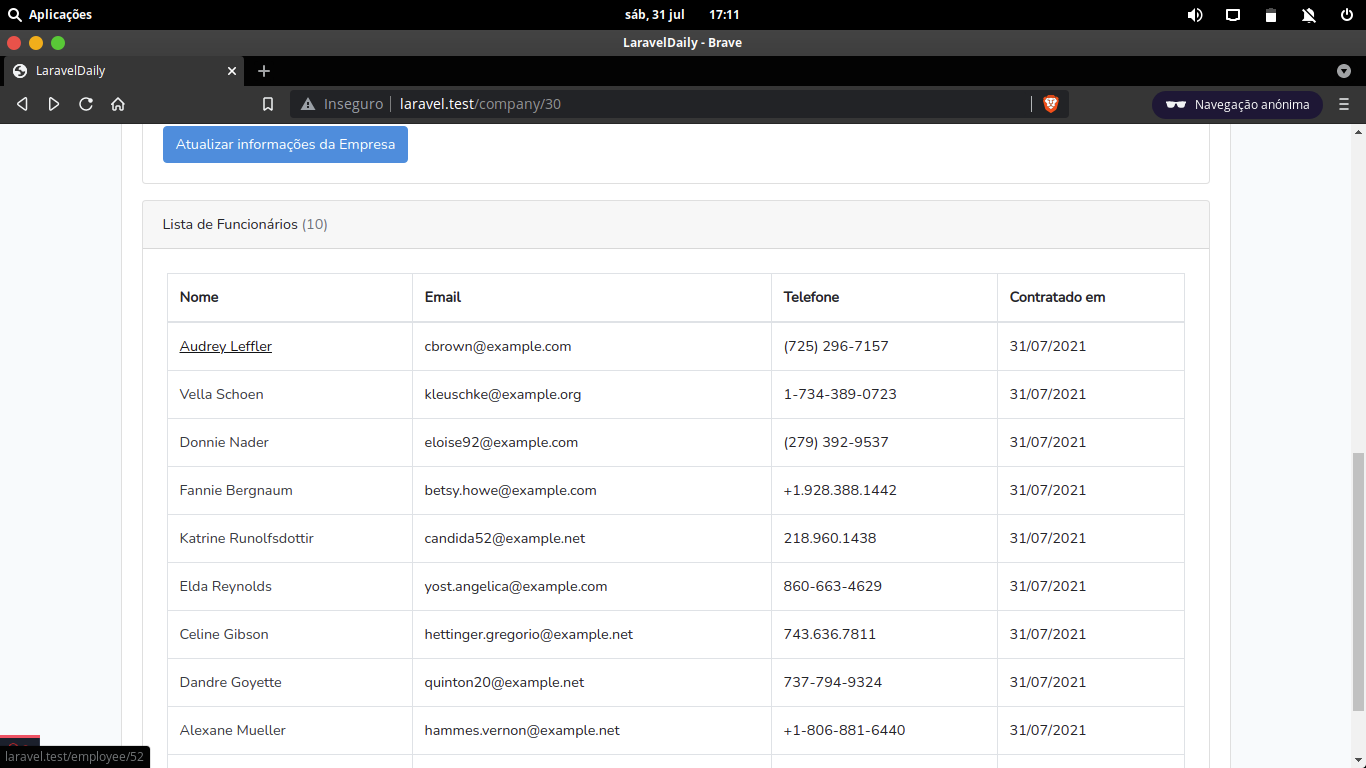 Aplicações sáb, 31 jul 17:11
LaravelDaily - Brave
LaravelDaily
Inseguro laravel.test/company/30 Navegação anónima
Atualizar informações da Empresa
Lista de Funcionários (10)
Nome Email Telefone Contratado em
Audrey Leffler cbrown@example.com (725) 296-7157 31/07/2021
Vella Schoen kleuschke@example.org 1-734-389-0723 31/07/2021
Donnie Nader eloise92@example.com (279) 392-9537 31/07/2021
Fannie Bergnaum betsy.howe@example.com +1.928.388.1442 31/07/2021
Katrine Runolfsdottir candida52@example.net 218.960.1438 31/07/2021
Elda Reynolds yost.angelica@example.com 860-663-4629 31/07/2021
Celine Gibson hettinger.gregorio@example.net 743.636.7811 31/07/2021
Dandre Goyette quinton20@example.net 737-794-9324 31/07/2021
Alexane Mueller hammes.vernon@example.net +1-806-881-6440 31/07/2021
laravel.test/employee/52